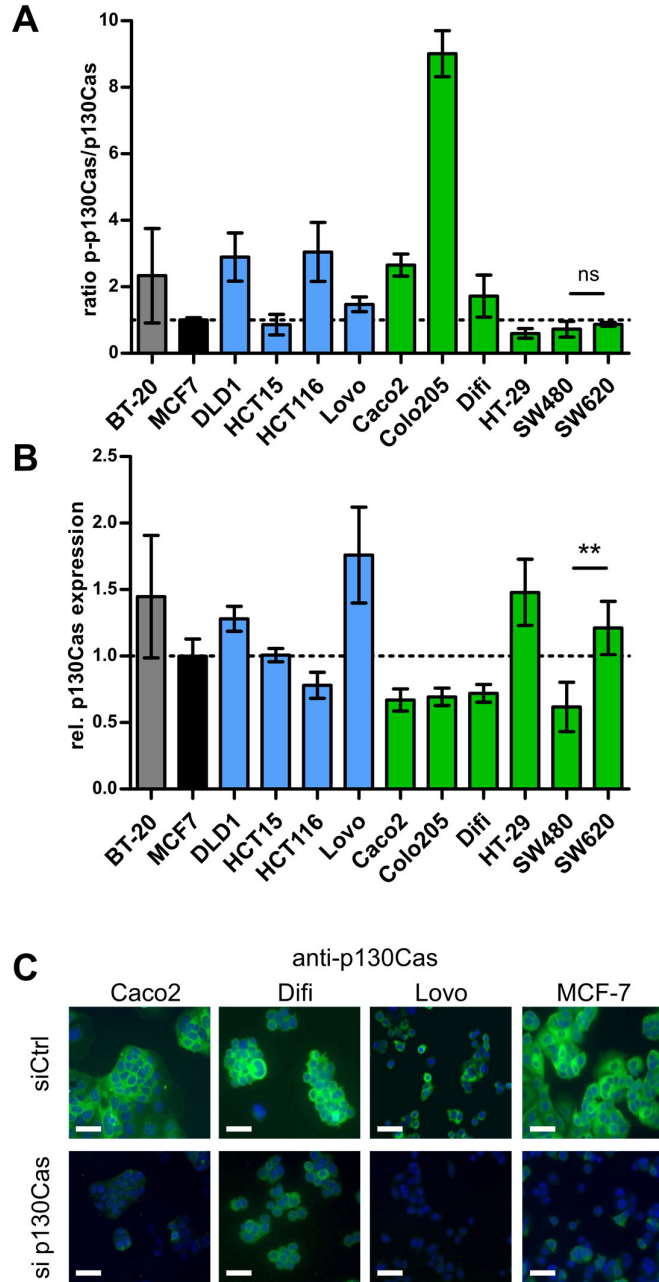 A
ratio p-p130Cas/p130Cas
10
8
6
4
2
0
ns
BT-20
MCF7
DLD1
HCT15
HCT116
Lovo
Caco2
Colo205
Difi
HT-29
SW480
SW620
B
rel. p130Cas expression
2.5
2.0
1.5
1.0
0.5
0.0
**
BT-20
MCF7
DLD1
HCT15
HCT116
Lovo
Caco2
Colo205
Difi
HT-29
SW480
SW620
C
anti-p130Cas
Caco2 Difi Lovo MCF-7
siCtrl
si p130Cas